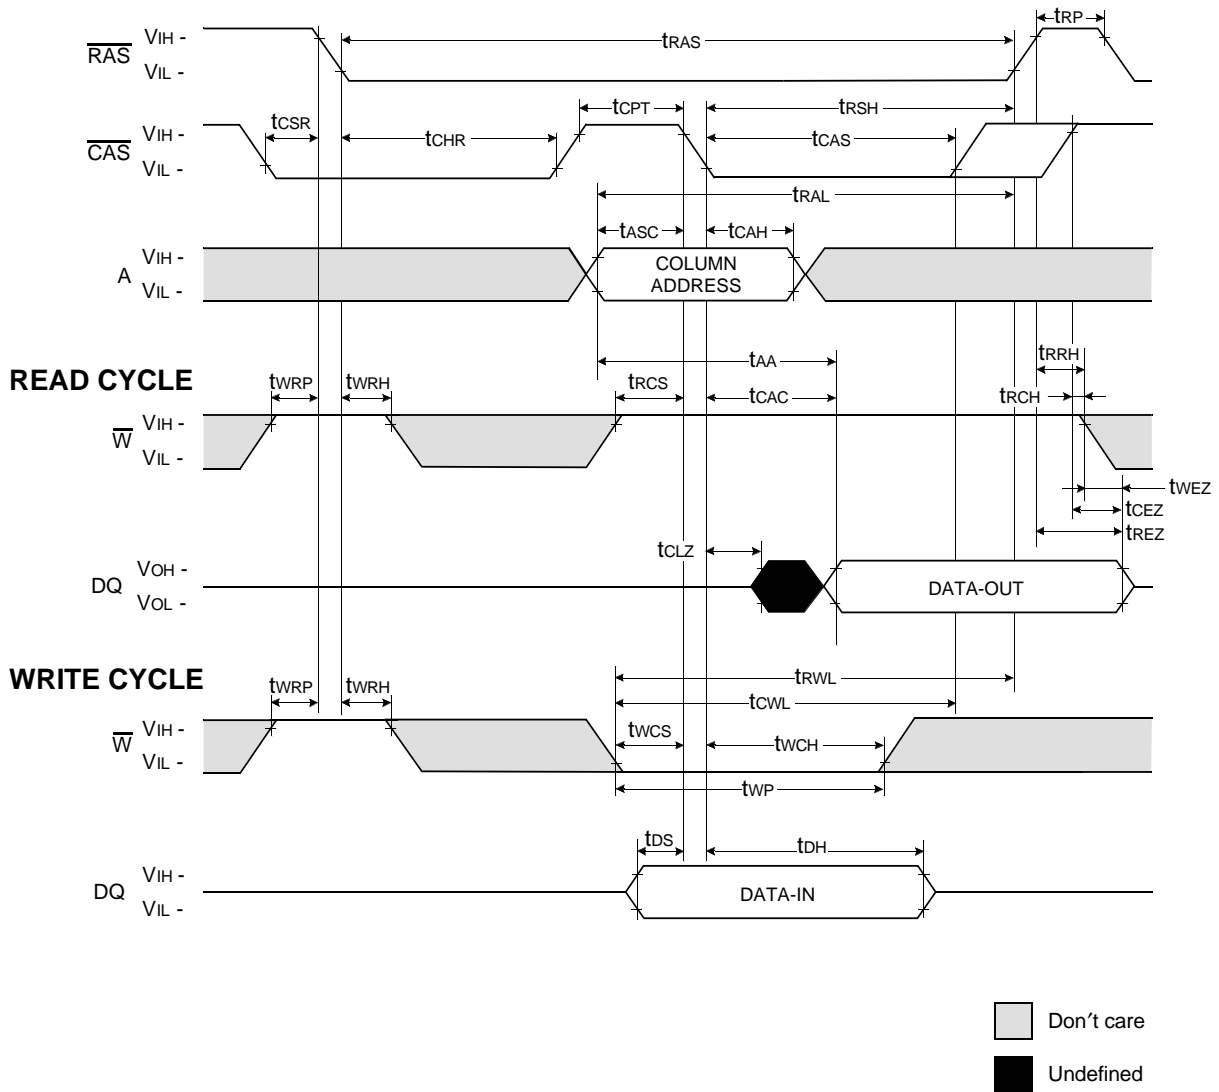 tRP
VIH -
RAS
VIL -
tRAS
tCPT
tRSH
tCSR
VIH -
CAS
VIL -
tCHR
tCAS
tRAL
tASC
tCAH
VIH -
A
VIL -
COLUMN
ADDRESS
tAA
tRRH
READ CYCLE
tWRP
tWRH
tRCS
tCAC
tRCH
VIH -
W
VIL -
tWEZ
tCEZ
tREZ
tCLZ
VOH -
DQ
VOL -
DATA-OUT
WRITE CYCLE
tWRP
tWRH
tRWL
tCWL
VIH -
W
VIL -
tWCS
tWCH
tWP
tDS
tDH
VIH -
DQ
VIL -
DATA-IN
Don′t care
Undefined